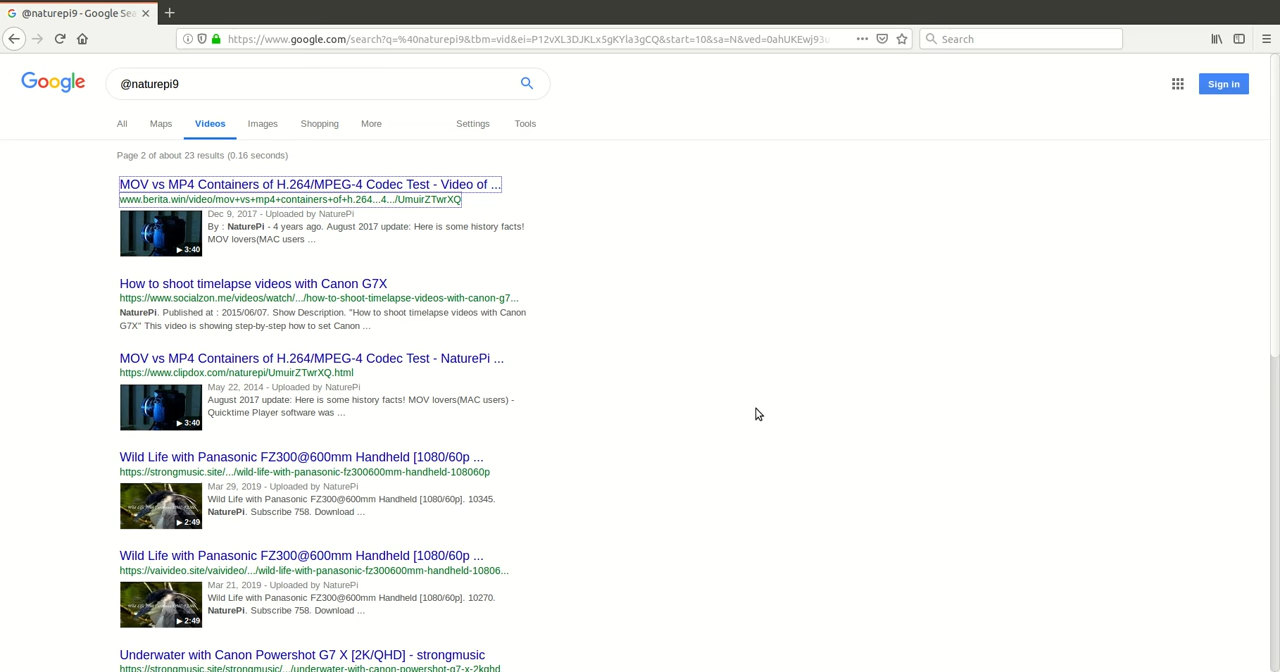 @naturepi9 - Google Sea
https://www.google.com/search?q=%40naturepi9&tbm=vid&ei=P12vXL3DJKLx5gKYla3gCQ&start=10&sa=N&ved=0ahUKEwj93u
Search
Google
@naturepi9
Sign in
All Maps Videos Images Shopping More Settings Tools
Page 2 of about 23 results (0.16 seconds)
MOV vs MP4 Containers of H.264/MPEG-4 Codec Test - Video of ...
www.berita.win/video/mov+vs+mp4+containers+of+h.264...4.../UmuirZTwrXQ
Dec 9, 2017 - Uploaded by NaturePi
By : NaturePi - 4 years ago. August 2017 update: Here is some history facts!
MOV lovers(MAC users ...
3:40
How to shoot timelapse videos with Canon G7X
https://www.socialzon.me/videos/watch/.../how-to-shoot-timelapse-videos-with-canon-g7...
NaturePi. Published at : 2015/06/07. Show Description. "How to shoot timelapse videos with Canon
G7X" This video is showing step-by-step how to set Canon ...
MOV vs MP4 Containers of H.264/MPEG-4 Codec Test - NaturePi ...
https://www.clipdox.com/naturepi/UmuirZTwrXQ.html
May 22, 2014 - Uploaded by NaturePi
August 2017 update: Here is some history facts! MOV lovers(MAC users) -
Quicktime Player software was ...
3:40
Wild Life with Panasonic FZ300@600mm Handheld [1080/60p ...
https://strongmusic.site/.../wild-life-with-panasonic-fz300600mm-handheld-108060p
Mar 29, 2019 - Uploaded by NaturePi
Wild Life with Panasonic FZ300@600mm Handheld [1080/60p]. 10345.
NaturePi. Subscribe 758. Download ...
2:49
Wild Life with Panasonic FZ300@600mm Handheld [1080/60p ...
https://vaivideo.site/vaivideo/.../wild-life-with-panasonic-fz300600mm-handheld-10806...
Mar 21, 2019 - Uploaded by NaturePi
Wild Life with Panasonic FZ300@600mm Handheld [1080/60p]. 10270.
NaturePi. Subscribe 758. Download ...
2:49
Underwater with Canon Powershot G7 X [2K/QHD] - strongmusic
https://strongmusic.site/strongmusic/.../underwater-with-canon-powershot-g7-x-2kqhd